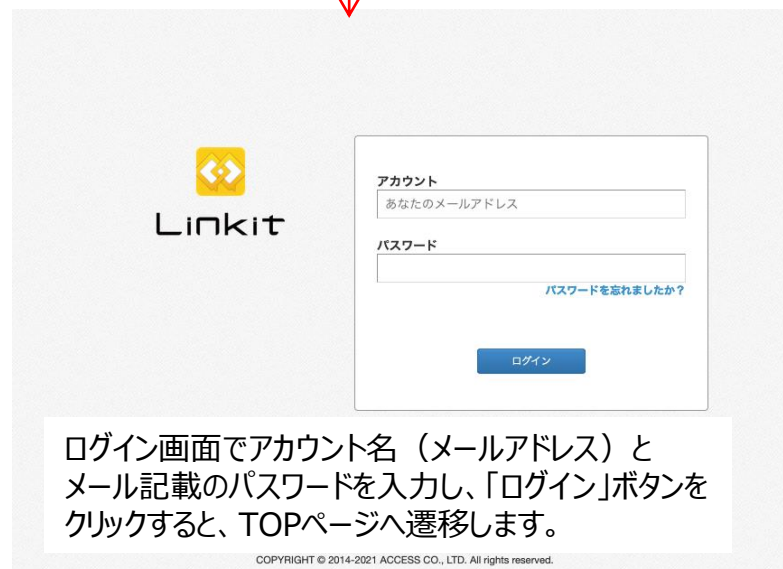 Linkit
アカウント
あなたのメールアドレス
パスワード
パスワードを忘れましたか？
ログイン
ログイン画面でアカウント名（メールアドレス）と
メール記載のパスワードを入力し、「ログイン」ボタンを
クリックすると、TOPページへ遷移します。
COPYRIGHT © 2014-2021 ACCESS CO., LTD. All rights reserved.